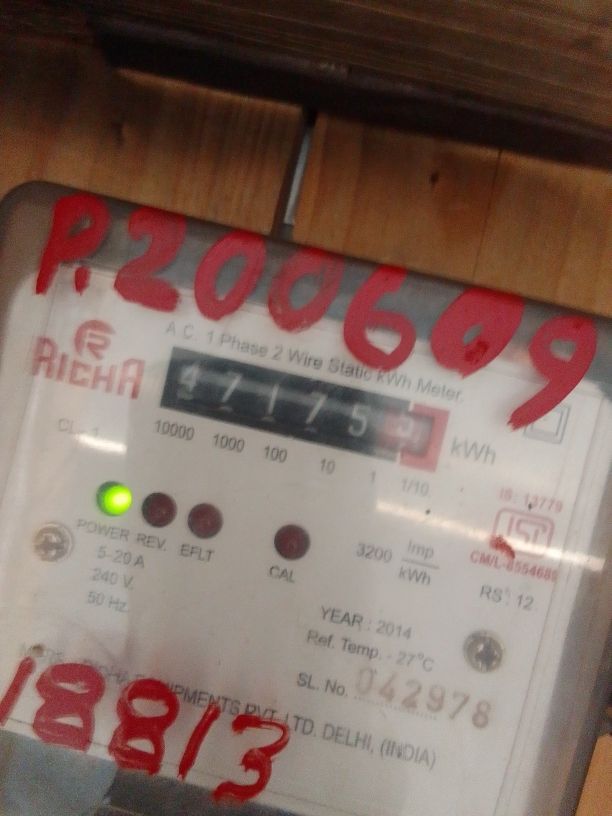 P.200609
RICHA
A.C. 1 Phase 2 Wire Static kWh Meter.
47175
kWh
10000 1000 100 10 1 1/10
CL-1
IS: 13779
POWER REV. EFLT CAL
3200 Imp/kWh
CM/L-8554688
5-20 A
240 V.
50 Hz
RS: 12
YEAR : 2014
Ref. Temp. - 27°C
SL. No. 042978
PVT. LTD. DELHI, (INDIA)
18813